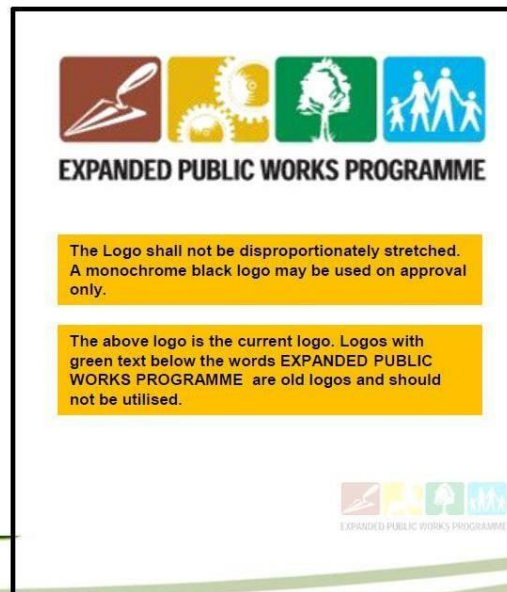 EXPANDED PUBLIC WORKS PROGRAMME
The Logo shall not be disproportionately stretched.
A monochrome black logo may be used on approval
only.
The above logo is the current logo. Logos with
green text below the words EXPANDED PUBLIC
WORKS PROGRAMME are old logos and should
not be utilised.
EXPANDED PUBLIC WORKS PROGRAMME